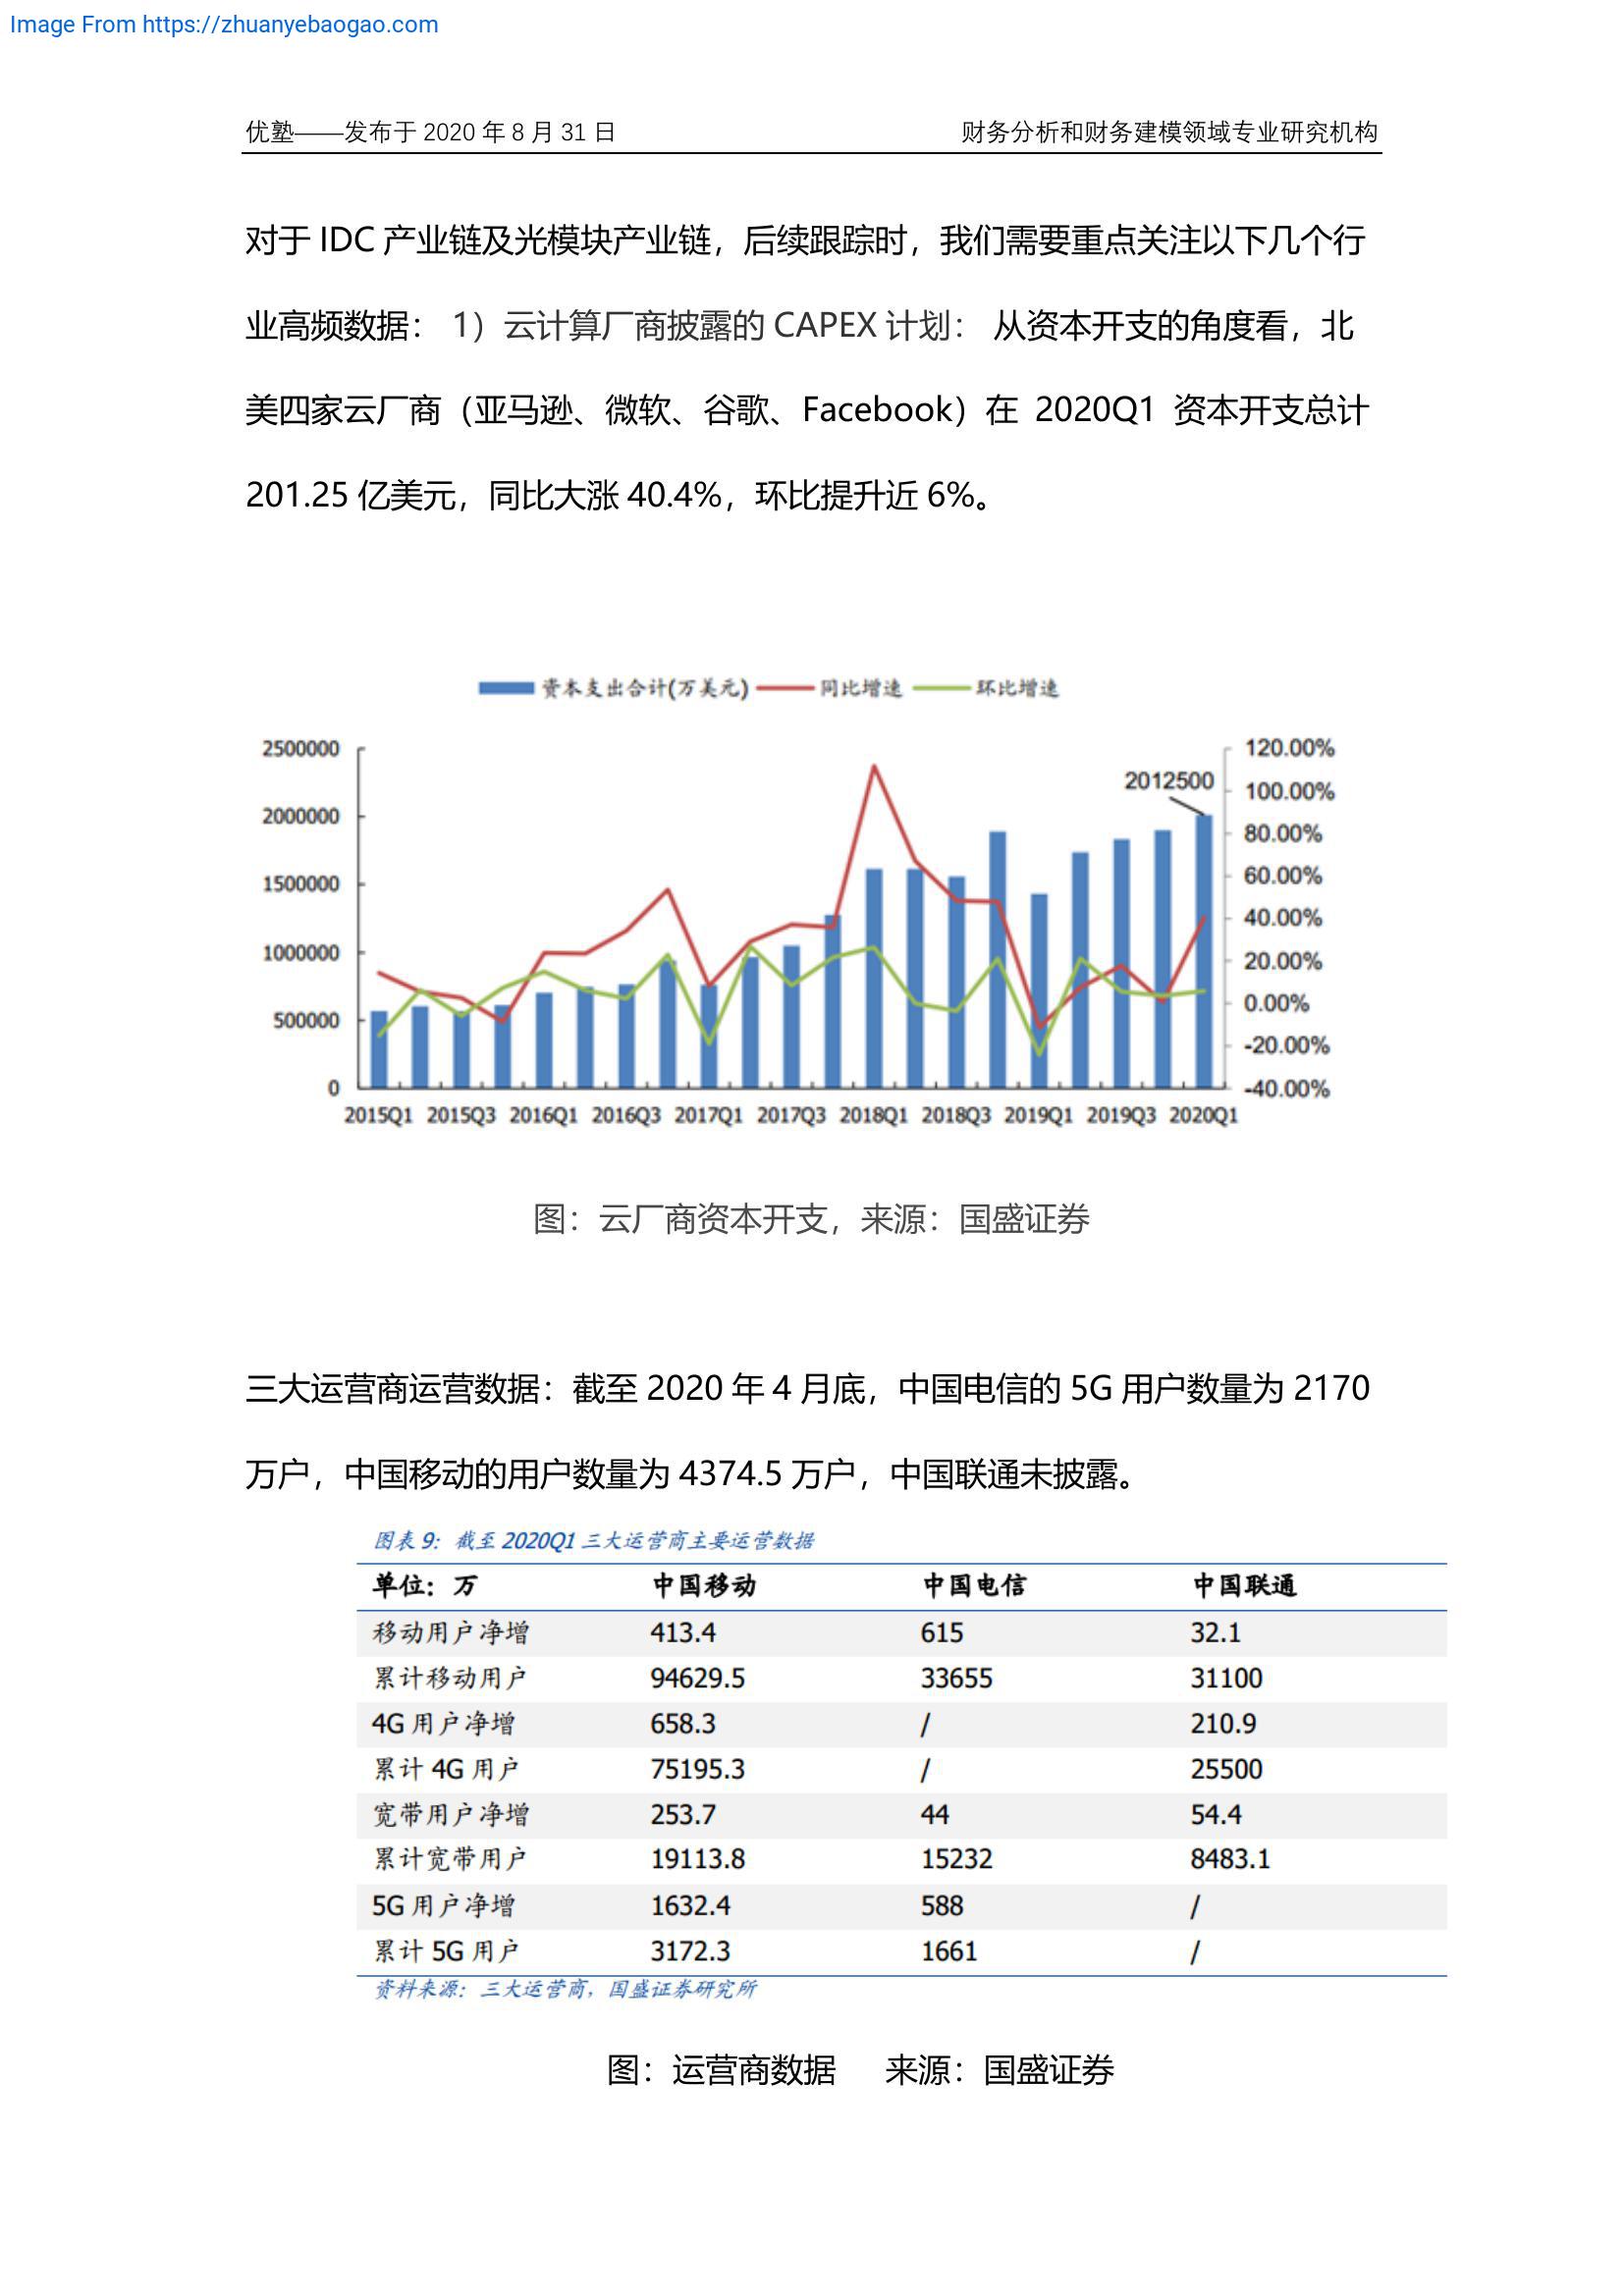 Image From https://zhuanyebaogao.com
优塾——发布于 2020 年 8 月 31 日 财务分析和财务建模领域专业研究机构
对于 IDC 产业链及光模块产业链，后续跟踪时，我们需要重点关注以下几个行
业高频数据： 1）云计算厂商披露的 CAPEX 计划： 从资本开支的角度看，北
美四家云厂商（亚马逊、微软、谷歌、Facebook）在 2020Q1 资本开支总计
201.25 亿美元，同比大涨 40.4%，环比提升近 6%。
资本支出合计(万美元) 同比增速 环比增速
2500000 120.00%
2012500
100.00%
2000000
80.00%
1500000 60.00%
40.00%
1000000 20.00%
0.00%
500000
-20.00%
0 -40.00%
2015Q1 2015Q3 2016Q1 2016Q3 2017Q1 2017Q3 2018Q1 2018Q3 2019Q1 2019Q3 2020Q1
图：云厂商资本开支，来源：国盛证券
三大运营商运营数据：截至 2020 年 4 月底，中国电信的 5G 用户数量为 2170
万户，中国移动的用户数量为 4374.5 万户，中国联通未披露。
图表 9：截至 2020Q1 三大运营商主要运营数据
单位：万 中国移动 中国电信 中国联通
移动用户净增 413.4 615 32.1
累计移动用户 94629.5 33655 31100
4G 用户净增 658.3 / 210.9
累计 4G 用户 75195.3 / 25500
宽带用户净增 253.7 44 54.4
累计宽带用户 19113.8 15232 8483.1
5G 用户净增 1632.4 588 /
累计 5G 用户 3172.3 1661 /
资料来源：三大运营商，国盛证券研究所
图：运营商数据 来源：国盛证券